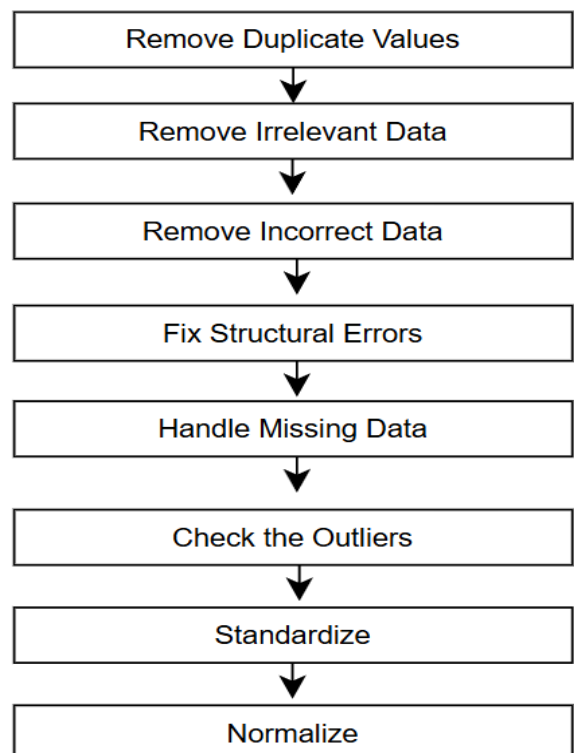 Remove Duplicate Values
Remove Irrelevant Data
Remove Incorrect Data
Fix Structural Errors
Handle Missing Data
Check the Outliers
Standardize
Normalize